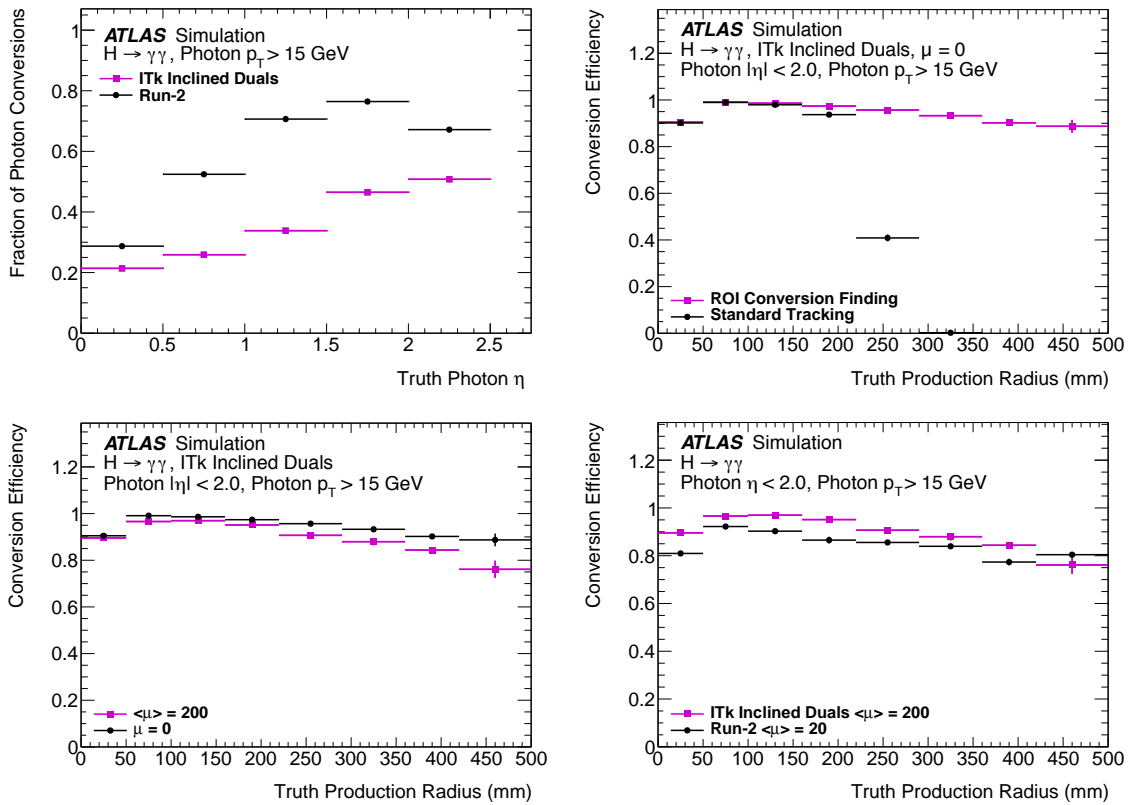 Fraction of Photon Conversions
1
0.8
0.6
0.4
0.2
0
ATLAS Simulation
H → γγ, Photon p_T > 15 GeV
ITk Inclined Duals
Run-2
0 0.5 1 1.5 2 2.5
Truth Photon η
Conversion Efficiency
1.2
1
0.8
0.6
0.4
0.2
0
ATLAS Simulation
H → γγ, ITk Inclined Duals, μ = 0
Photon |η| < 2.0, Photon p_T > 15 GeV
ROI Conversion Finding
Standard Tracking
0 50 100 150 200 250 300 350 400 450 500
Truth Production Radius (mm)
Conversion Efficiency
1.2
1
0.8
0.6
0.4
0.2
0
ATLAS Simulation
H → γγ, ITk Inclined Duals
Photon |η| < 2.0, Photon p_T > 15 GeV
<μ> = 200
μ = 0
0 50 100 150 200 250 300 350 400 450 500
Truth Production Radius (mm)
Conversion Efficiency
1.2
1
0.8
0.6
0.4
0.2
0
ATLAS Simulation
H → γγ
Photon η < 2.0, Photon p_T > 15 GeV
ITk Inclined Duals <μ> = 200
Run-2 <μ> = 20
0 50 100 150 200 250 300 350 400 450 500
Truth Production Radius (mm)